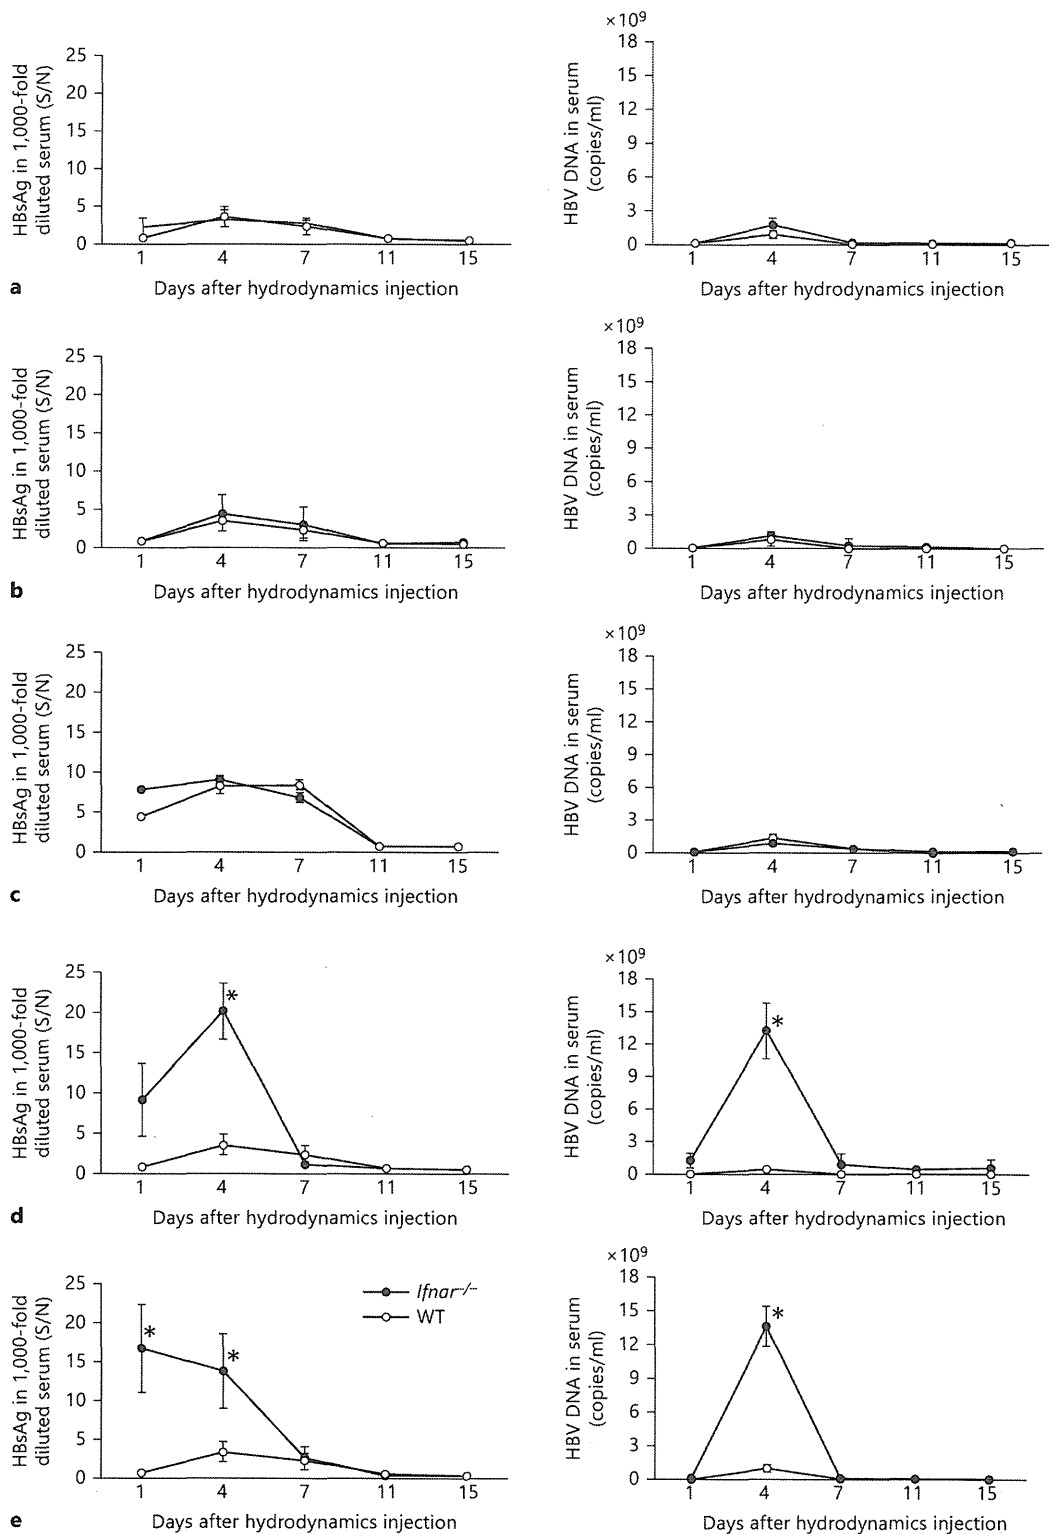 ×10⁹
HBsAg in 1,000-fold
diluted serum (S/N)
25
20
15
10
5
0
1 4 7 11 15
Days after hydrodynamics injection
HBV DNA in serum
(copies/ml)
18
15
12
9
6
3
0
1 4 7 11 15
Days after hydrodynamics injection
a
×10⁹
HBsAg in 1,000-fold
diluted serum (S/N)
25
20
15
10
5
0
1 4 7 11 15
Days after hydrodynamics injection
HBV DNA in serum
(copies/ml)
18
15
12
9
6
3
0
1 4 7 11 15
Days after hydrodynamics injection
b
×10⁹
HBsAg in 1,000-fold
diluted serum (S/N)
25
20
15
10
5
0
1 4 7 11 15
Days after hydrodynamics injection
HBV DNA in serum
(copies/ml)
18
15
12
9
6
3
0
1 4 7 11 15
Days after hydrodynamics injection
c
×10⁹
HBsAg in 1,000-fold
diluted serum (S/N)
25
20
15
10
5
0
*
1 4 7 11 15
Days after hydrodynamics injection
HBV DNA in serum
(copies/ml)
18
15
12
9
6
3
0
*
1 4 7 11 15
Days after hydrodynamics injection
d
×10⁹
HBsAg in 1,000-fold
diluted serum (S/N)
25
20
15
10
5
0
* *
Ifnar⁻/⁻
WT
1 4 7 11 15
Days after hydrodynamics injection
HBV DNA in serum
(copies/ml)
18
15
12
9
6
3
0
*
1 4 7 11 15
Days after hydrodynamics injection
e